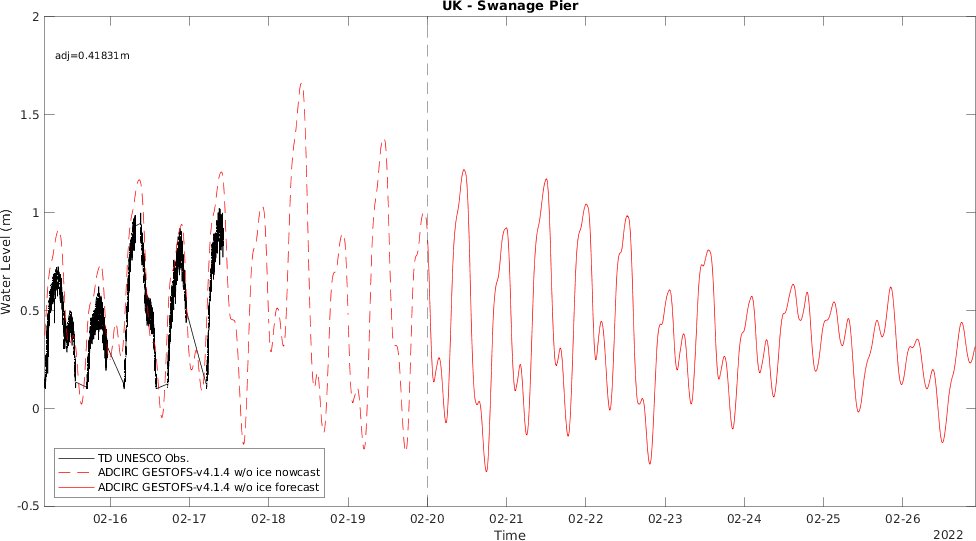 UK - Swanage Pier
2
adj=0.41831m
1.5
1
Water Level (m)
0.5
0
-0.5
TD UNESCO Obs.
ADCIRC GESTOFS-v4.1.4 w/o ice nowcast
ADCIRC GESTOFS-v4.1.4 w/o ice forecast
02-16 02-17 02-18 02-19 02-20 02-21 02-22 02-23 02-24 02-25 02-26
Time
2022